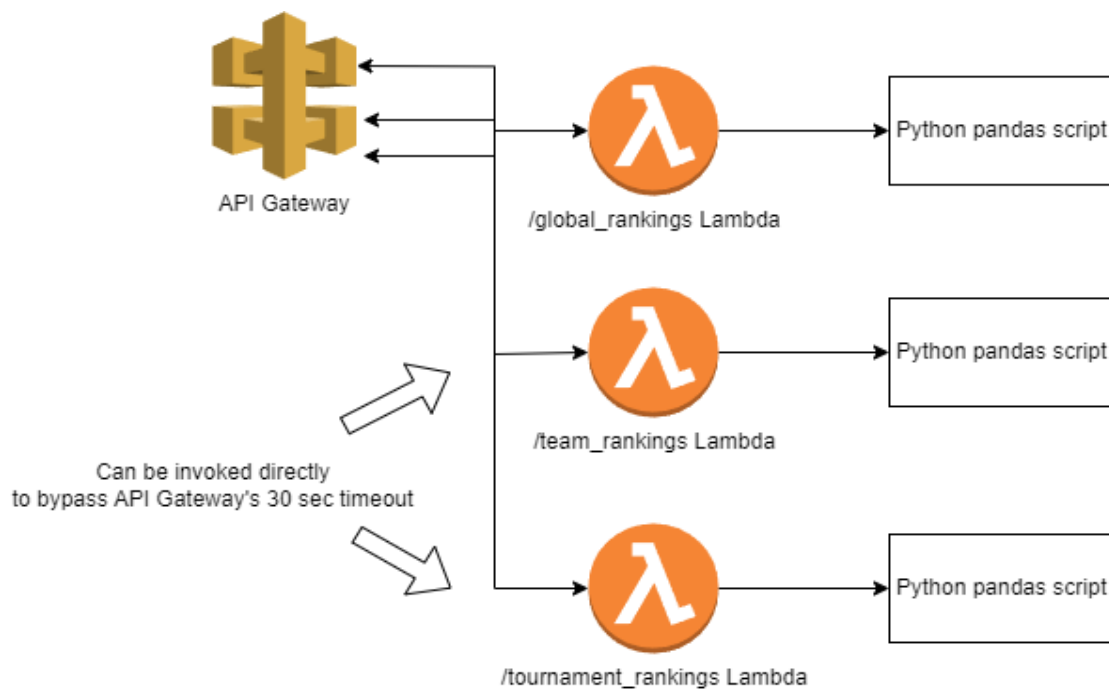 API Gateway
Python pandas script
/global_rankings Lambda
Python pandas script
/team_rankings Lambda
Can be invoked directly
to bypass API Gateway's 30 sec timeout
Python pandas script
/tournament_rankings Lambda